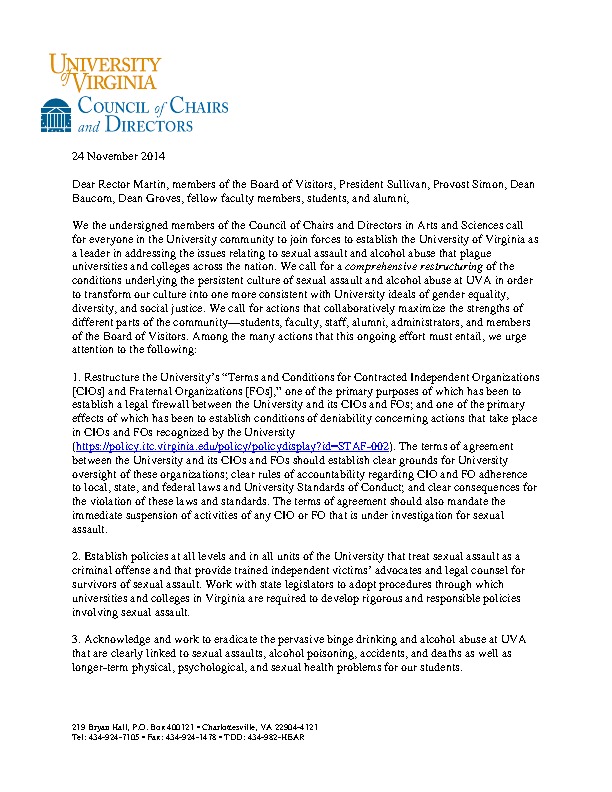 UNIVERSITY
of VIRGINIA
COUNCIL of CHAIRS
and DIRECTORS
24 November 2014
Dear Rector Martin, members of the Board of Visitors, President Sullivan, Provost Simon, Dean
Baucom, Dean Groves, fellow faculty members, students, and alumni,
We the undersigned members of the Council of Chairs and Directors in Arts and Sciences call
for everyone in the University community to join forces to establish the University of Virginia as
a leader in addressing the issues relating to sexual assault and alcohol abuse that plague
universities and colleges across the nation. We call for a comprehensive restructuring of the
conditions underlying the persistent culture of sexual assault and alcohol abuse at UVA in order
to transform our culture into one more consistent with University ideals of gender equality,
diversity, and social justice. We call for actions that collaboratively maximize the strengths of
different parts of the community—students, faculty, staff, alumni, administrators, and members
of the Board of Visitors. Among the many actions that this ongoing effort must entail, we urge
attention to the following:
1. Restructure the University's “Terms and Conditions for Contracted Independent Organizations
[CIOs] and Fraternal Organizations [FOs],” one of the primary purposes of which has been to
establish a legal firewall between the University and its CIOs and FOs; and one of the primary
effects of which has been to establish conditions of deniability concerning actions that take place
in CIOs and FOs recognized by the University
(https://policy.itc.virginia.edu/policy/policydisplay?id=STAF-002). The terms of agreement
between the University and its CIOs and FOs should establish clear grounds for University
oversight of these organizations; clear rules of accountability regarding CIO and FO adherence
to local, state, and federal laws and University Standards of Conduct; and clear consequences for
the violation of these laws and standards. The terms of agreement should also mandate the
immediate suspension of activities of any CIO or FO that is under investigation for sexual
assault.
2. Establish policies at all levels and in all units of the University that treat sexual assault as a
criminal offense and that provide trained independent victims' advocates and legal counsel for
survivors of sexual assault. Work with state legislators to adopt procedures through which
universities and colleges in Virginia are required to develop rigorous and responsible policies
involving sexual assault.
3. Acknowledge and work to eradicate the pervasive binge drinking and alcohol abuse at UVA
that are clearly linked to sexual assaults, alcohol poisoning, accidents, and deaths as well as
longer-term physical, psychological, and sexual health problems for our students.
219 Bryan Hall, P.O. Box 400121 • Charlottesville, VA 22904-4121
Tel: 434-924-7105 • Fax: 434-924-1478 • TDD: 434-982-HEAR